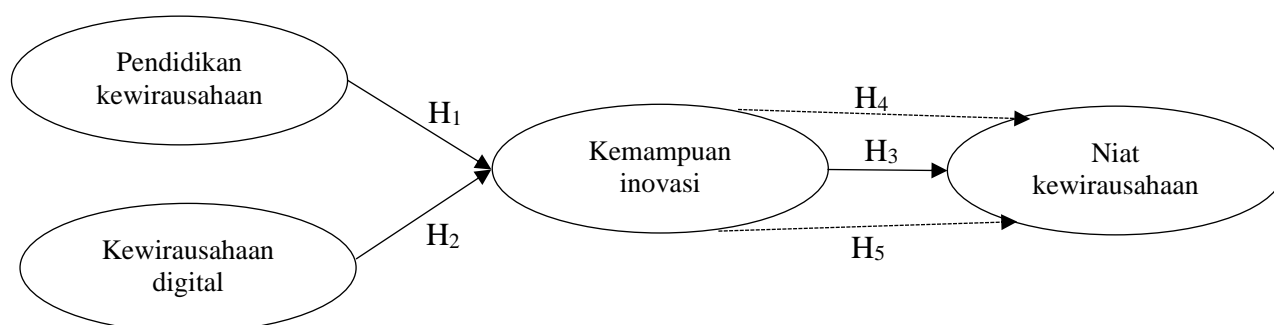 Pendidikan
kewirausahaan
H1
Kewirausahaan
digital
H2
Kemampuan
inovasi
H4
H3
H5
Niat
kewirausahaan